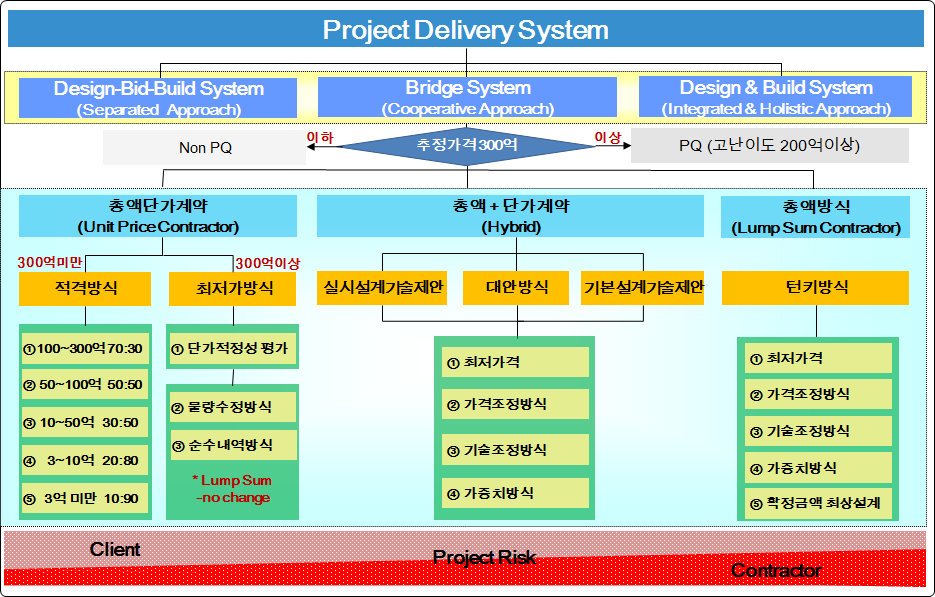 Project Delivery System
Design-Bid-Build System
(Separated Approach)
Bridge System
(Cooperative Approach)
Design & Build System
(Integrated & Holistic Approach)
Non PQ
이하
추정가격300억
이상
PQ (고난이도 200억이상)
총액단가계약
(Unit Price Contractor)
총액 + 단가계약
(Hybrid)
총액방식
(Lump Sum Contractor)
300억미만
300억이상
적격방식
최저가방식
실시설계기술제안
대안방식
기본설계기술제안
턴키방식
①100~300억70:30
② 50~100억 50:50
③ 10~50억 30:50
④ 3~10억 20:80
⑤ 3억 미만 10:90
① 단가적정성 평가
② 물량수정방식
③ 순수내역방식
* Lump Sum
-no change
① 최저가격
② 가격조정방식
③ 기술조정방식
④ 가중치방식
① 최저가격
② 가격조정방식
③ 기술조정방식
④ 가중치방식
⑤ 확정금액 최상설계
Client
Project Risk
Contractor